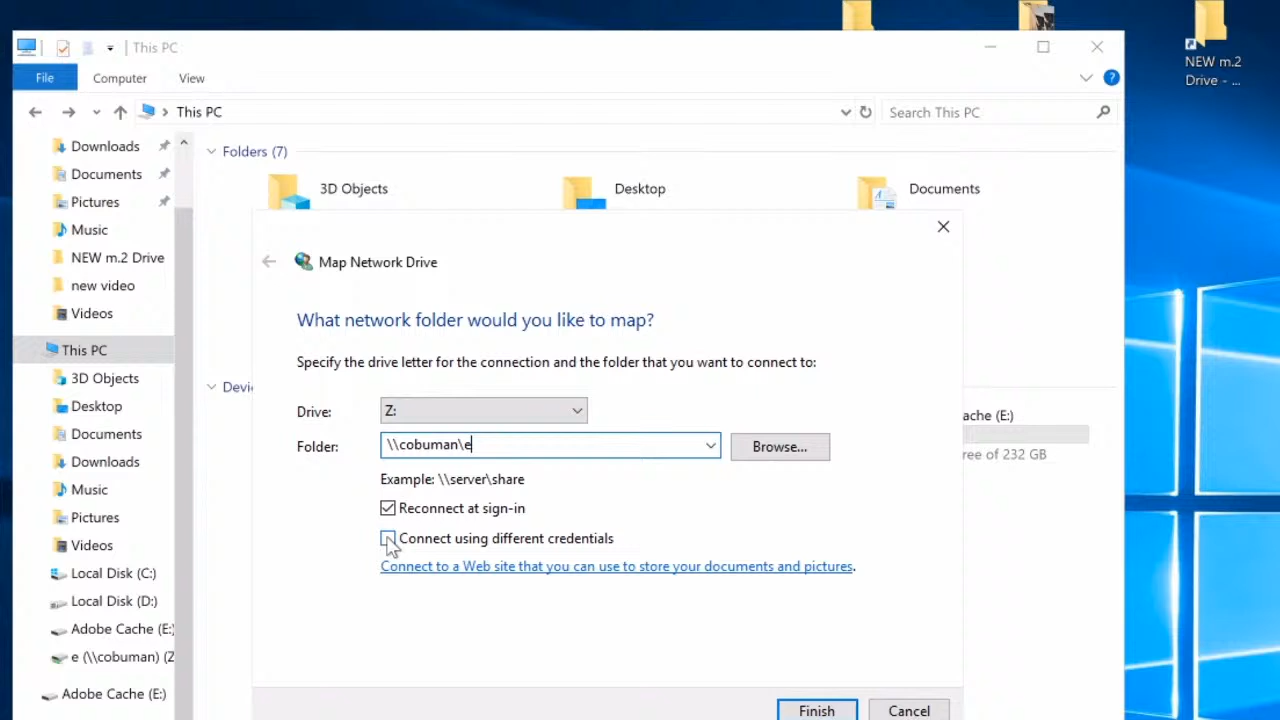 This PC
NEW m.2
Drive - ...
File
Computer
View
This PC
Search This PC
Downloads
Documents
Pictures
Music
NEW m.2 Drive
new video
Videos
This PC
3D Objects
Desktop
Documents
Downloads
Music
Pictures
Videos
Local Disk (C:)
Local Disk (D:)
Adobe Cache (E:)
e (\\cobuman) (Z
Adobe Cache (E:)
Folders (7)
3D Objects
Desktop
Documents
Devi
ache (E:)
ree of 232 GB
Map Network Drive
What network folder would you like to map?
Specify the drive letter for the connection and the folder that you want to connect to:
Drive:
Z:
Folder:
\\cobuman\e
Browse...
Example: \\server\share
Reconnect at sign-in
Connect using different credentials
Connect to a Web site that you can use to store your documents and pictures.
Finish
Cancel